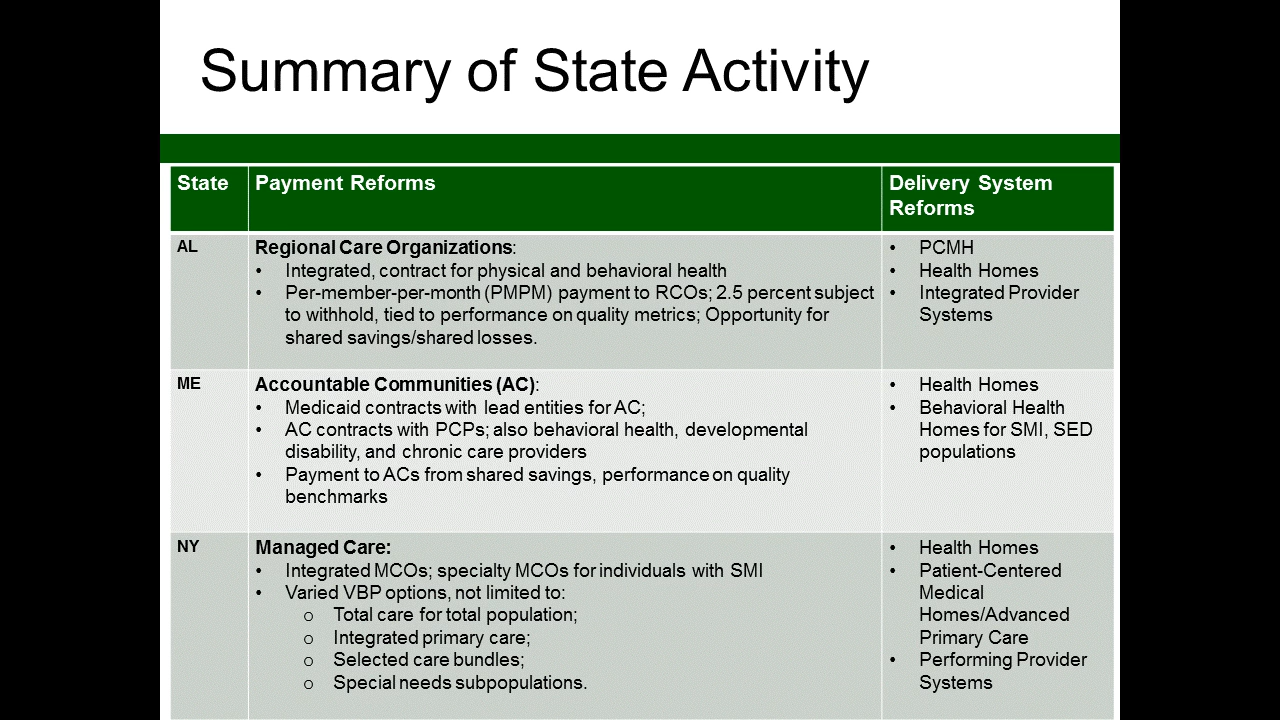 Summary of State Activity
State
Payment Reforms
Delivery System
Reforms
AL
Regional Care Organizations:
• Integrated, contract for physical and behavioral health
• Per-member-per-month (PMPM) payment to RCOs; 2.5 percent subject
to withhold, tied to performance on quality metrics; Opportunity for
shared savings/shared losses.
• PCMH
• Health Homes
• Integrated Provider
Systems
ME
Accountable Communities (AC):
• Medicaid contracts with lead entities for AC;
• AC contracts with PCPs; also behavioral health, developmental
disability, and chronic care providers
• Payment to ACs from shared savings, performance on quality
benchmarks
• Health Homes
• Behavioral Health
Homes for SMI, SED
populations
NY
Managed Care:
• Integrated MCOs; specialty MCOs for individuals with SMI
• Varied VBP options, not limited to:
o Total care for total population;
o Integrated primary care;
o Selected care bundles;
o Special needs subpopulations.
• Health Homes
• Patient-Centered
Medical
Homes/Advanced
Primary Care
• Performing Provider
Systems